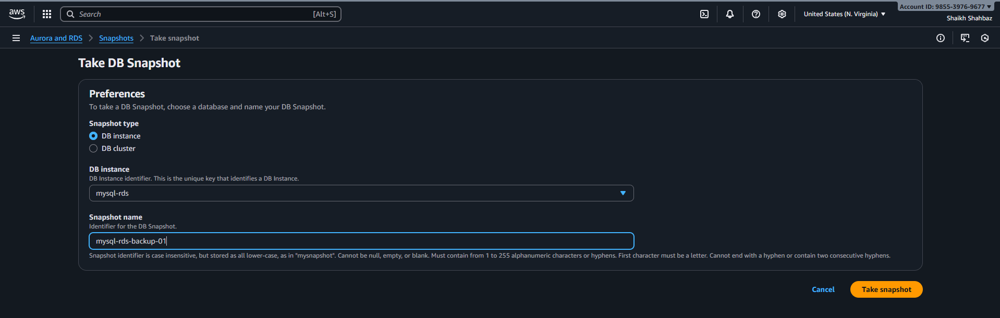 aws
Search [Alt+S]
United States (N. Virginia)
Account ID: 9855-3976-9677
Shaikh Shahbaz
Aurora and RDS > Snapshots > Take snapshot
Take DB Snapshot
Preferences
To take a DB Snapshot, choose a database and name your DB Snapshot.
Snapshot type
DB instance
DB cluster
DB instance
DB Instance identifier. This is the unique key that identifies a DB Instance.
mysql-rds
Snapshot name
Identifier for the DB Snapshot.
mysql-rds-backup-01
Snapshot identifier is case insensitive, but stored as all lower-case, as in "mysnapshot". Cannot be null, empty, or blank. Must contain from 1 to 255 alphanumeric characters or hyphens. First character must be a letter. Cannot end with a hyphen or contain two consecutive hyphens.
Cancel
Take snapshot